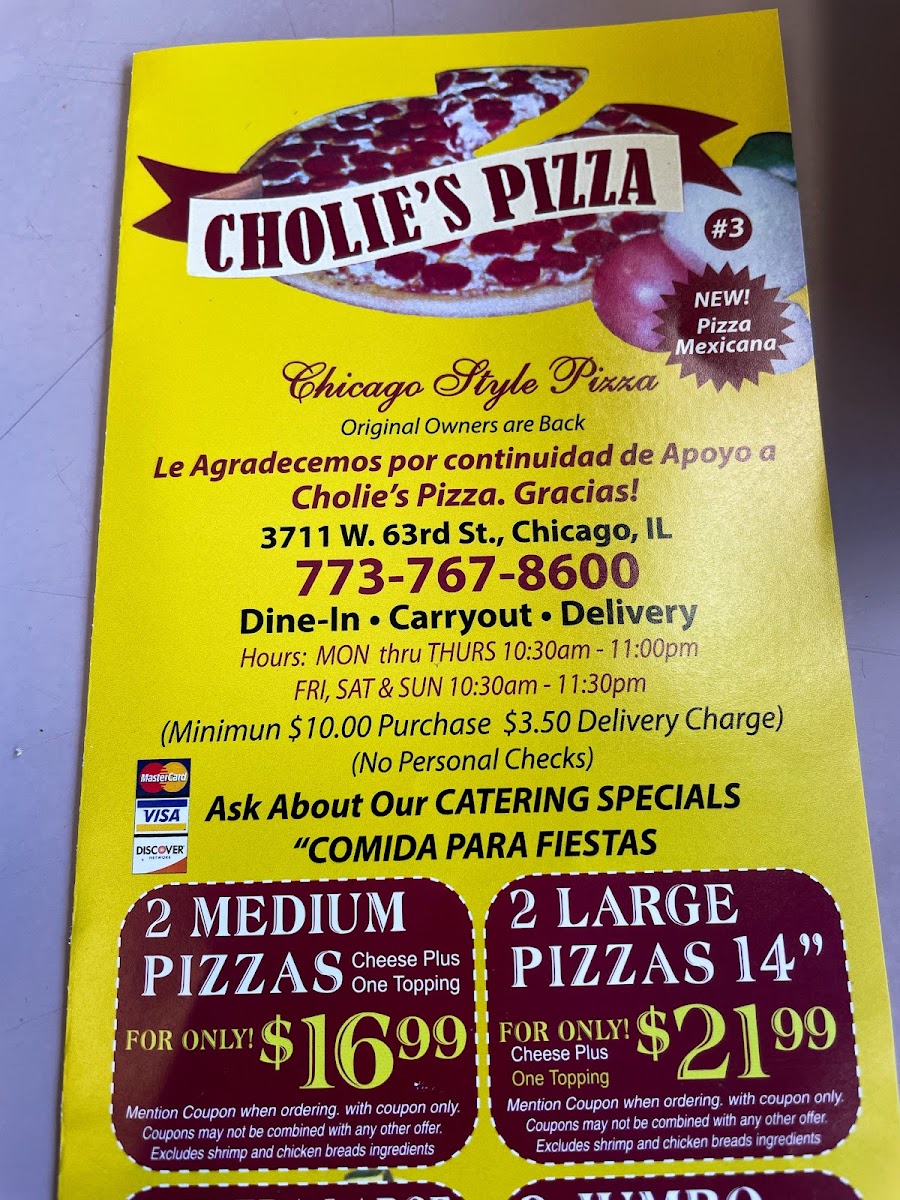 CHOLIE'S PIZZA
#3
NEW!
Pizza
Mexicana
Chicago Style Pizza
Original Owners are Back
Le Agradecemos por continuidad de Apoyo a
Cholie's Pizza. Gracias!
3711 W. 63rd St., Chicago, IL
773-767-8600
Dine-In • Carryout • Delivery
Hours: MON thru THURS 10:30am - 11:00pm
FRI, SAT & SUN 10:30am - 11:30pm
(Minimun $10.00 Purchase $3.50 Delivery Charge)
(No Personal Checks)
MasterCard
VISA
DISCOVER
NETWORK
Ask About Our CATERING SPECIALS
"COMIDA PARA FIESTAS
2 MEDIUM
PIZZAS Cheese Plus
One Topping
FOR ONLY! $1699
Mention Coupon when ordering. with coupon only.
Coupons may not be combined with any other offer.
Excludes shrimp and chicken breads ingredients
2 LARGE
PIZZAS 14"
FOR ONLY! $21 99
Cheese Plus
One Topping
Mention Coupon when ordering. with coupon only.
Coupons may not be combined with any other offer.
Excludes shrimp and chicken breads ingredients
JUMBO